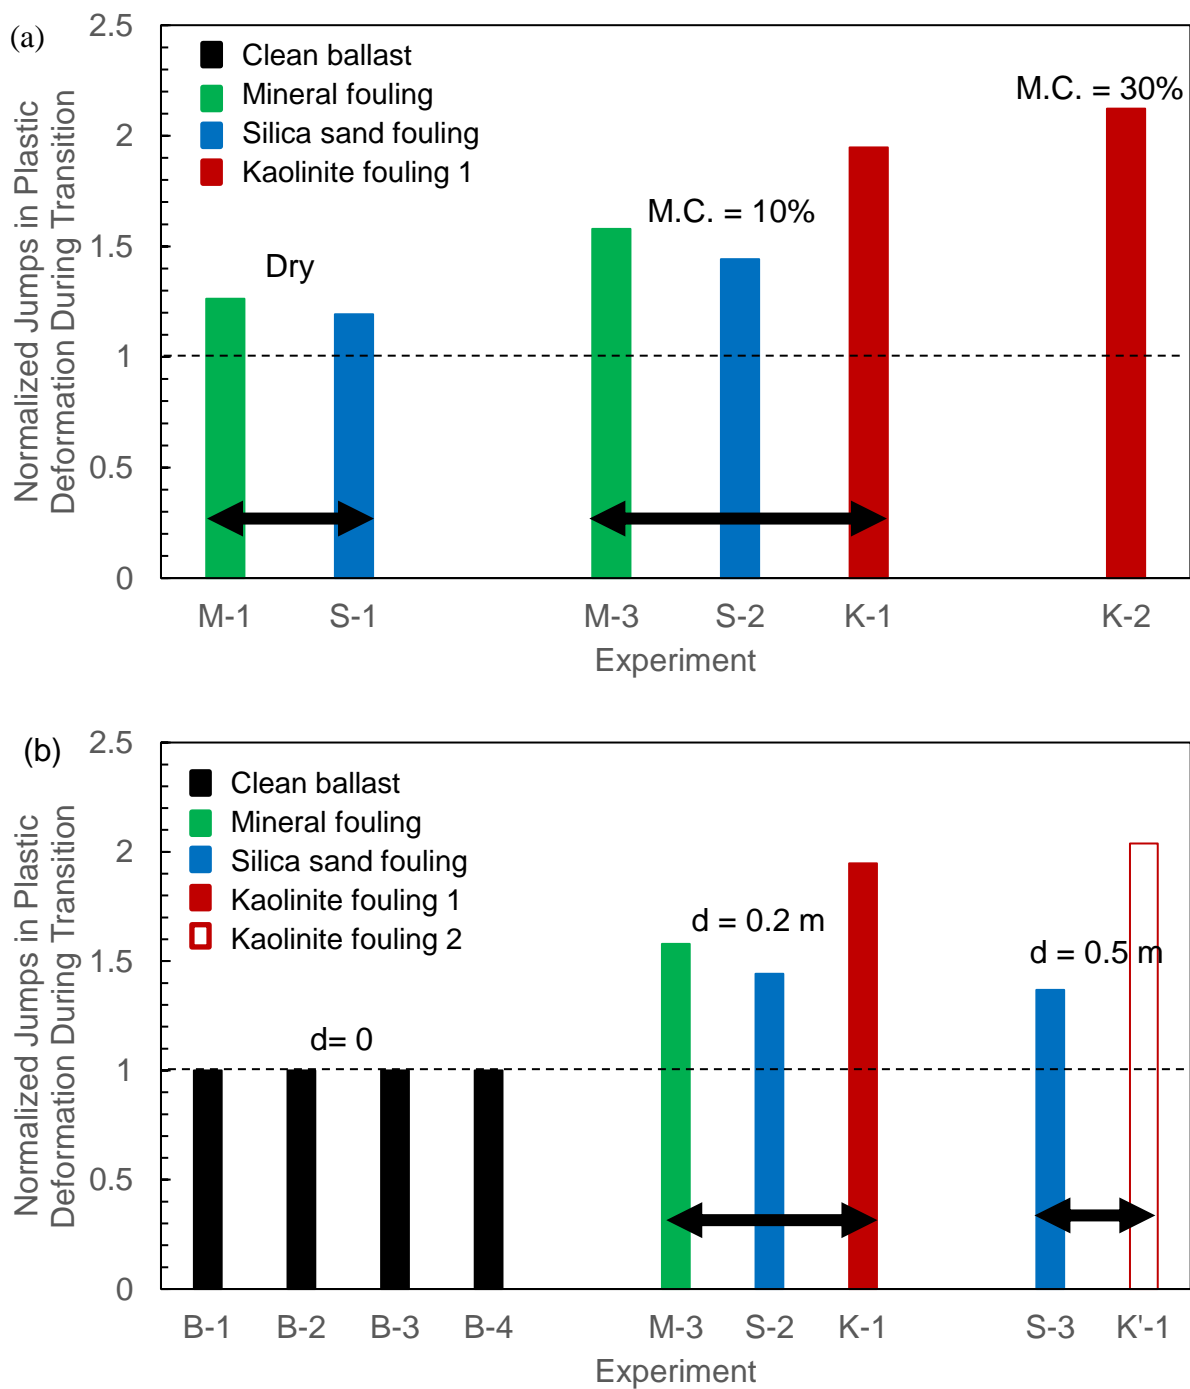 (a)
Normalized Jumps in Plastic
Deformation During Transition
2.5
2
1.5
1
0.5
0
Clean ballast
Mineral fouling
Silica sand fouling
Kaolinite fouling 1
Dry
M.C. = 10%
M.C. = 30%
M-1 S-1 M-3 S-2 K-1 K-2
Experiment
(b)
Normalized Jumps in Plastic
Deformation During Transition
2.5
2
1.5
1
0.5
0
Clean ballast
Mineral fouling
Silica sand fouling
Kaolinite fouling 1
Kaolinite fouling 2
d= 0
d = 0.2 m
d = 0.5 m
B-1 B-2 B-3 B-4 M-3 S-2 K-1 S-3 K'-1
Experiment